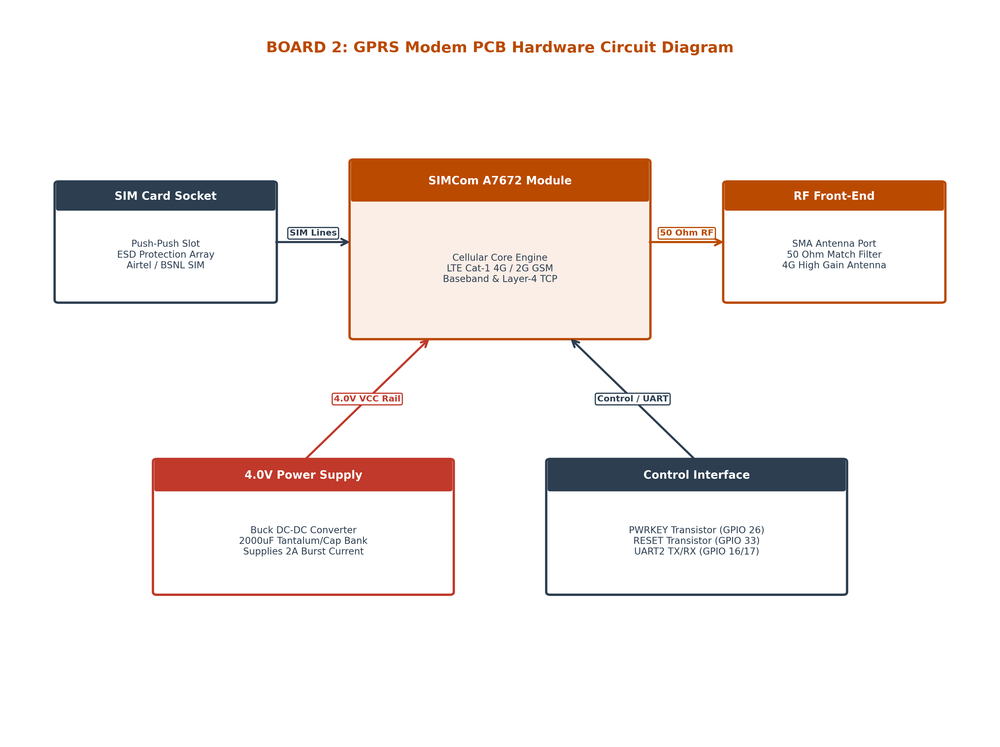 BOARD 2: GPRS Modem PCB Hardware Circuit Diagram
SIM Card Socket
Push-Push Slot
ESD Protection Array
Airtel / BSNL SIM
SIM Lines
SIMCom A7672 Module
Cellular Core Engine
LTE Cat-1 4G / 2G GSM
Baseband & Layer-4 TCP
50 Ohm RF
RF Front-End
SMA Antenna Port
50 Ohm Match Filter
4G High Gain Antenna
4.0V VCC Rail
Control / UART
4.0V Power Supply
Buck DC-DC Converter
2000uF Tantalum/Cap Bank
Supplies 2A Burst Current
Control Interface
PWRKEY Transistor (GPIO 26)
RESET Transistor (GPIO 33)
UART2 TX/RX (GPIO 16/17)